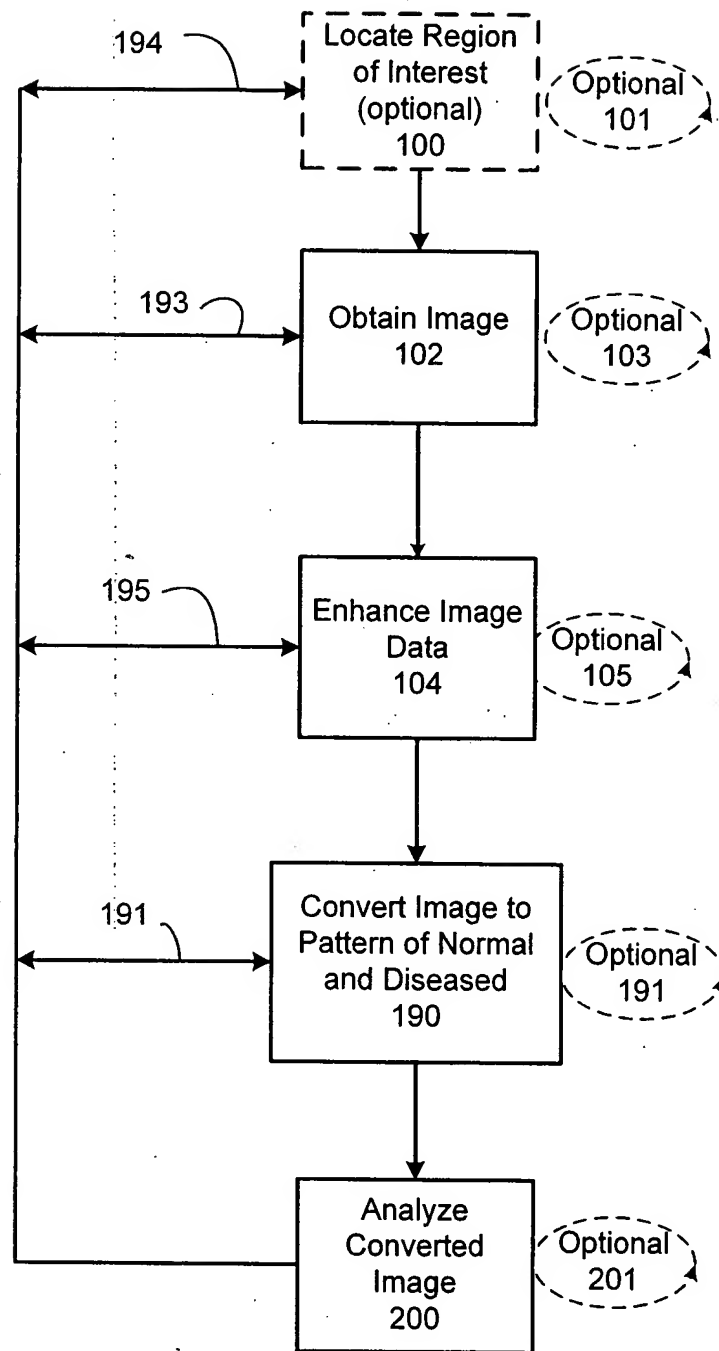 194
Locate Region
of Interest
(optional)
100
Optional
101
193
Obtain Image
102
Optional
103
195
Enhance Image
Data
104
Optional
105
191
Convert Image to
Pattern of Normal
and Diseased
190
Optional
191
Analyze
Converted
Image
200
Optional
201